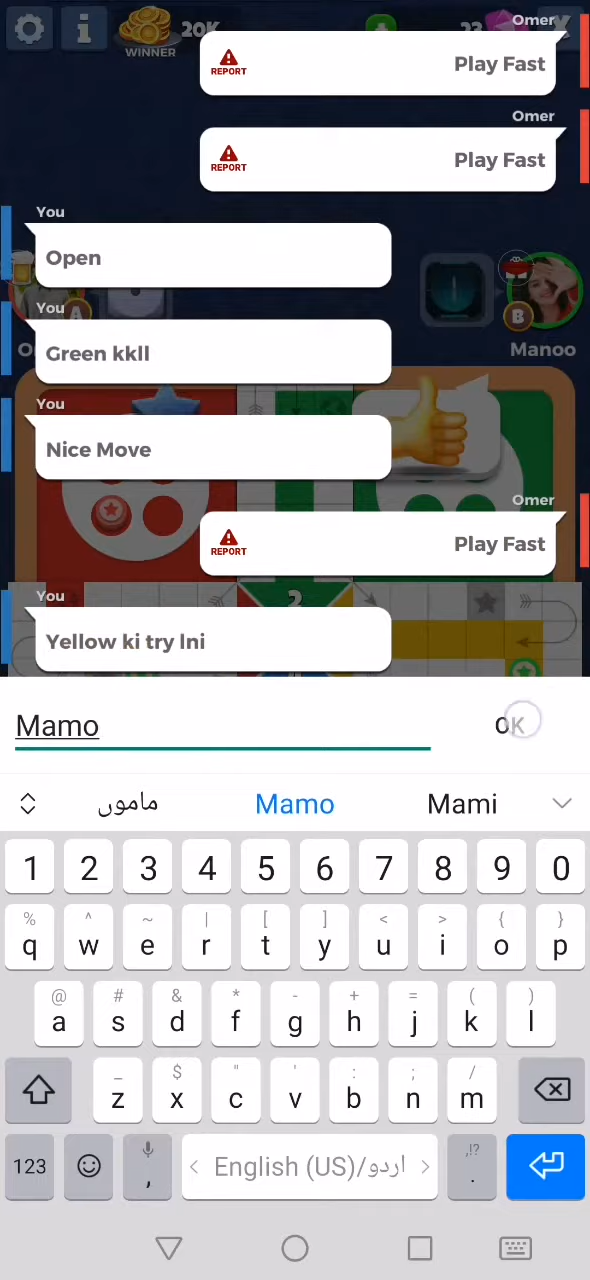 20K
23
WINNER
Omer
REPORT
Play Fast
Omer
REPORT
Play Fast
You
Open
A
B
Manoo
You
Green kkll
You
Nice Move
Omer
REPORT
Play Fast
2
You
Yellow ki try lni
Mamo
OK
ماموں
Mamo
Mami
1 2 3 4 5 6 7 8 9 0
% ^ ~ | [ ] < > { }
q w e r t y u i o p
@ # & * - + = ( )
a s d f g h j k l
_ $ " ' : ; /
z x c v b n m
123
,
English (US)/اردو
,!?
.